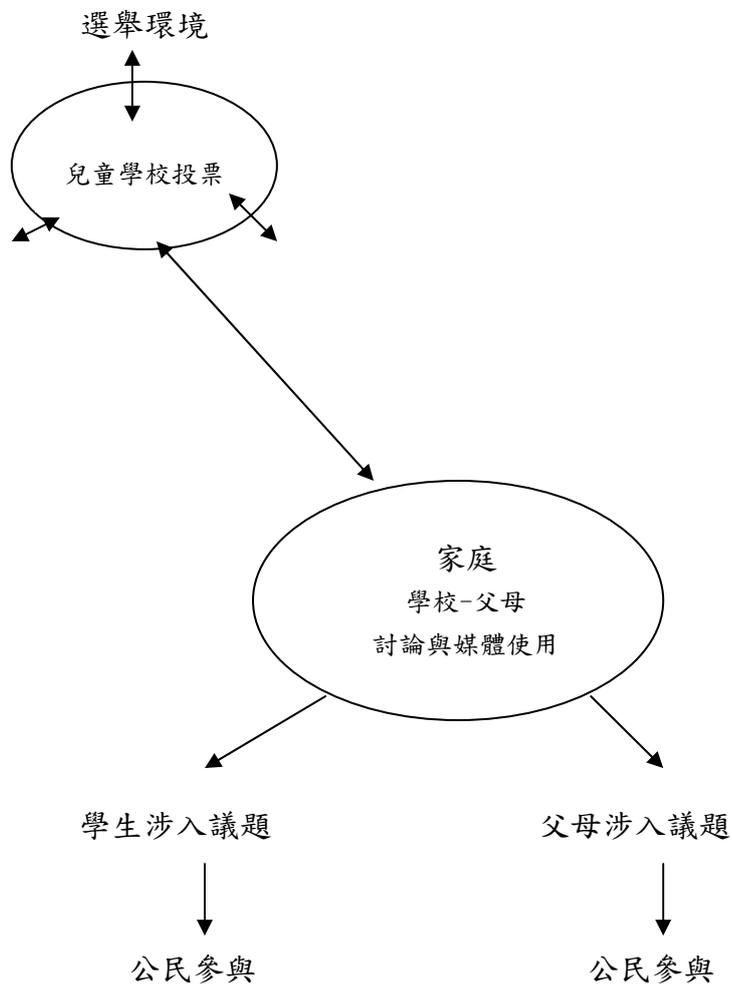 選舉環境
兒童學校投票
家庭
學校-父母
討論與媒體使用
學生涉入議題
父母涉入議題
公民參與
公民參與